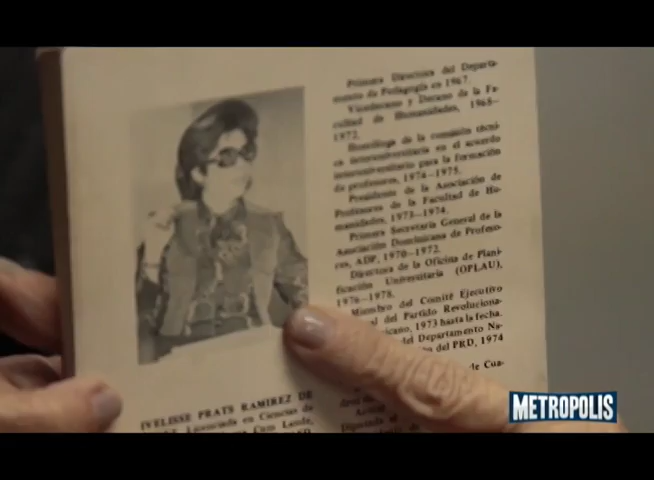 IVELISSE PRATS RAMIREZ DE
Licenciada en Ciencias de
Cum Laude,
Primera Directora del Departa-
mento de Pedagogía en 1967.
Vicedecano y Decano de la Fa-
cultad de Humanidades, 1968-
1972.
Homóloga de la comisión técni-
ca interuniversitaria en el acuerdo
interuniversitario para la formación
de profesores, 1974-1975.
Presidente de la Asociación de
Profesores de la Facultad de Hu-
manidades, 1973-1974.
Primera Secretaria General de la
Asociación Dominicana de Profeso-
res, ADP, 1970-1972.
Directora de la Oficina de Plani-
ficación Universitaria (OPLAU),
1976-1978.
Miembro del Comité Ejecutivo
del Partido Revoluciona-
1973 hasta la fecha.
del Departamento Na-
del PRD, 1974
de Cua-
METROPOLIS